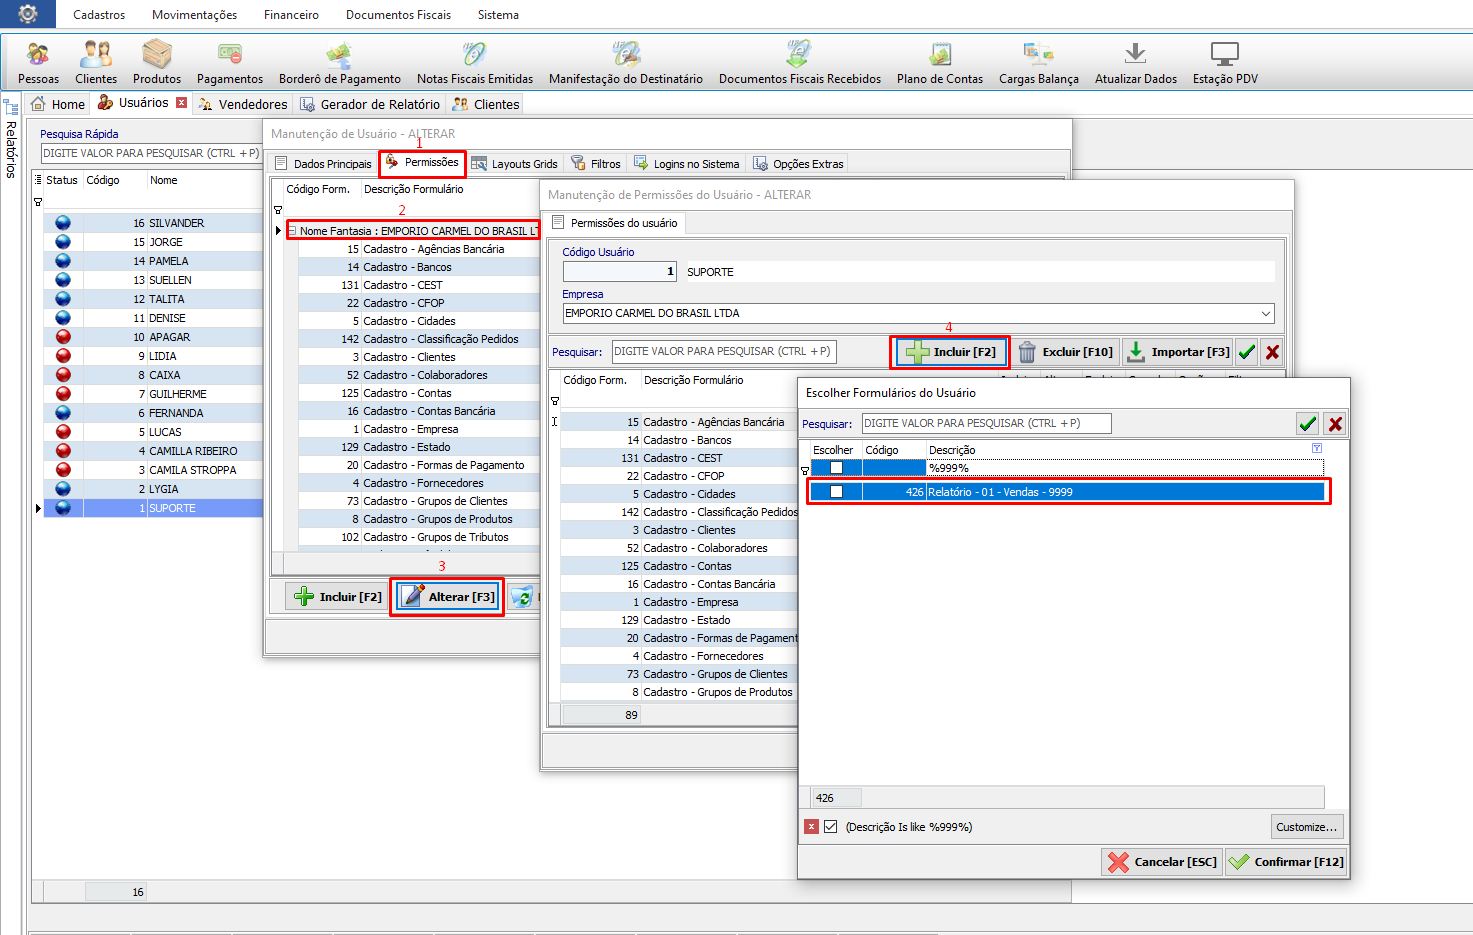 Cadastros Movimentações Financeiro Documentos Fiscais Sistema
Pessoas Clientes Produtos Pagamentos Borderô de Pagamento Notas Fiscais Emitidas Manifestação do Destinatário Documentos Fiscais Recebidos Plano de Contas Cargas Balança Atualizar Dados Estação PDV
Relatórios
Home Usuários Vendedores Gerador de Relatório Clientes
Pesquisa Rápida
DIGITE VALOR PARA PESQUISAR (CTRL + P)
Status Código Nome
16 SILVANDER
15 JORGE
14 PAMELA
13 SUELLEN
12 TALITA
11 DENISE
10 APAGAR
9 LIDIA
8 CAIXA
7 GUILHERME
6 FERNANDA
5 LUCAS
4 CAMILLA RIBEIRO
3 CAMILA STROPPA
2 LYGIA
1 SUPORTE
16
Manutenção de Usuário - ALTERAR
1
Dados Principais Permissões Layouts Grids Filtros Logins no Sistema Opções Extras
Código Form. Descrição Formulário
2
Nome Fantasia : EMPORIO CARMEL DO BRASIL LT
15 Cadastro - Agências Bancária
14 Cadastro - Bancos
131 Cadastro - CEST
22 Cadastro - CFOP
5 Cadastro - Cidades
142 Cadastro - Classificação Pedidos
3 Cadastro - Clientes
52 Cadastro - Colaboradores
125 Cadastro - Contas
16 Cadastro - Contas Bancária
1 Cadastro - Empresa
129 Cadastro - Estado
20 Cadastro - Formas de Pagamento
4 Cadastro - Fornecedores
73 Cadastro - Grupos de Clientes
8 Cadastro - Grupos de Produtos
102 Cadastro - Grupos de Tributos
3
Incluir [F2] Alterar [F3]
Manutenção de Permissões do Usuário - ALTERAR
Permissões do usuário
Código Usuário
1 SUPORTE
Empresa
EMPORIO CARMEL DO BRASIL LTDA
4
Pesquisar: DIGITE VALOR PARA PESQUISAR (CTRL + P) Incluir [F2] Excluir [F10] Importar [F3]
Código Form. Descrição Formulário
15 Cadastro - Agências Bancária
14 Cadastro - Bancos
131 Cadastro - CEST
22 Cadastro - CFOP
5 Cadastro - Cidades
142 Cadastro - Classificação Pedidos
3 Cadastro - Clientes
52 Cadastro - Colaboradores
125 Cadastro - Contas
16 Cadastro - Contas Bancária
1 Cadastro - Empresa
129 Cadastro - Estado
20 Cadastro - Formas de Pagament
4 Cadastro - Fornecedores
73 Cadastro - Grupos de Clientes
8 Cadastro - Grupos de Produtos
89
Escolher Formulários do Usuário
Pesquisar: DIGITE VALOR PARA PESQUISAR (CTRL + P)
Escolher Código Descrição
%999%
426 Relatório - 01 - Vendas - 9999
426
(Descrição Is like %999%) Customize...
Cancelar [ESC] Confirmar [F12]